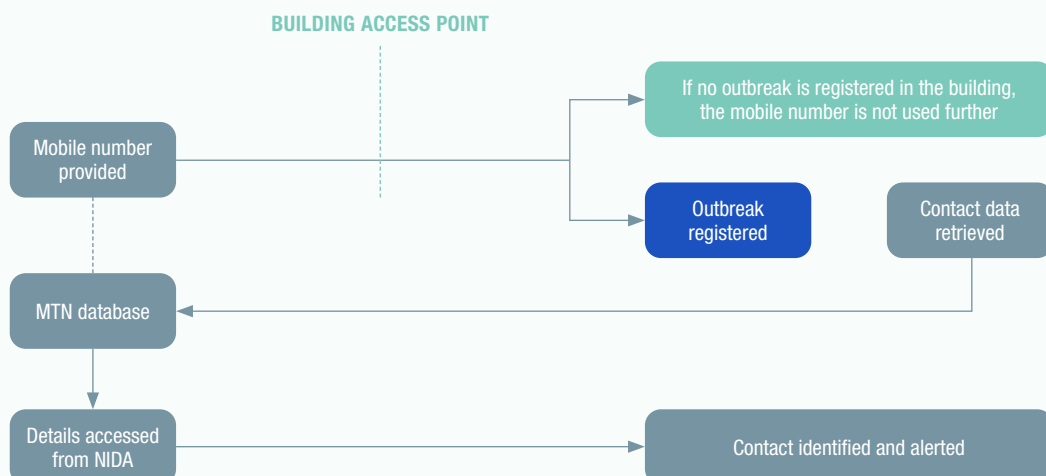 BUILDING ACCESS POINT
If no outbreak is registered in the building,
the mobile number is not used further
Mobile number
provided
Outbreak
registered
Contact data
retrieved
MTN database
Details accessed
from NIDA
Contact identified and alerted